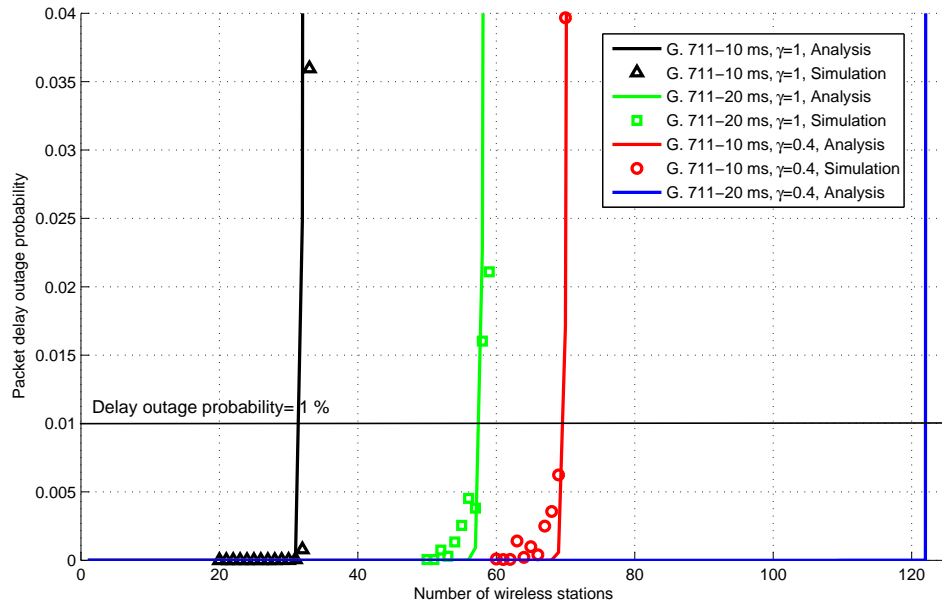 0.04
0.035
0.03
0.025
0.02
0.015
0.01
0.005
0
Packet delay outage probability
G. 711−10 ms, γ=1, Analysis
G. 711−10 ms, γ=1, Simulation
G. 711−20 ms, γ=1, Analysis
G. 711−20 ms, γ=1, Simulation
G. 711−10 ms, γ=0.4, Analysis
G. 711−10 ms, γ=0.4, Simulation
G. 711−20 ms, γ=0.4, Analysis
Delay outage probability= 1 %
0 20 40 60 80 100 120
Number of wireless stations